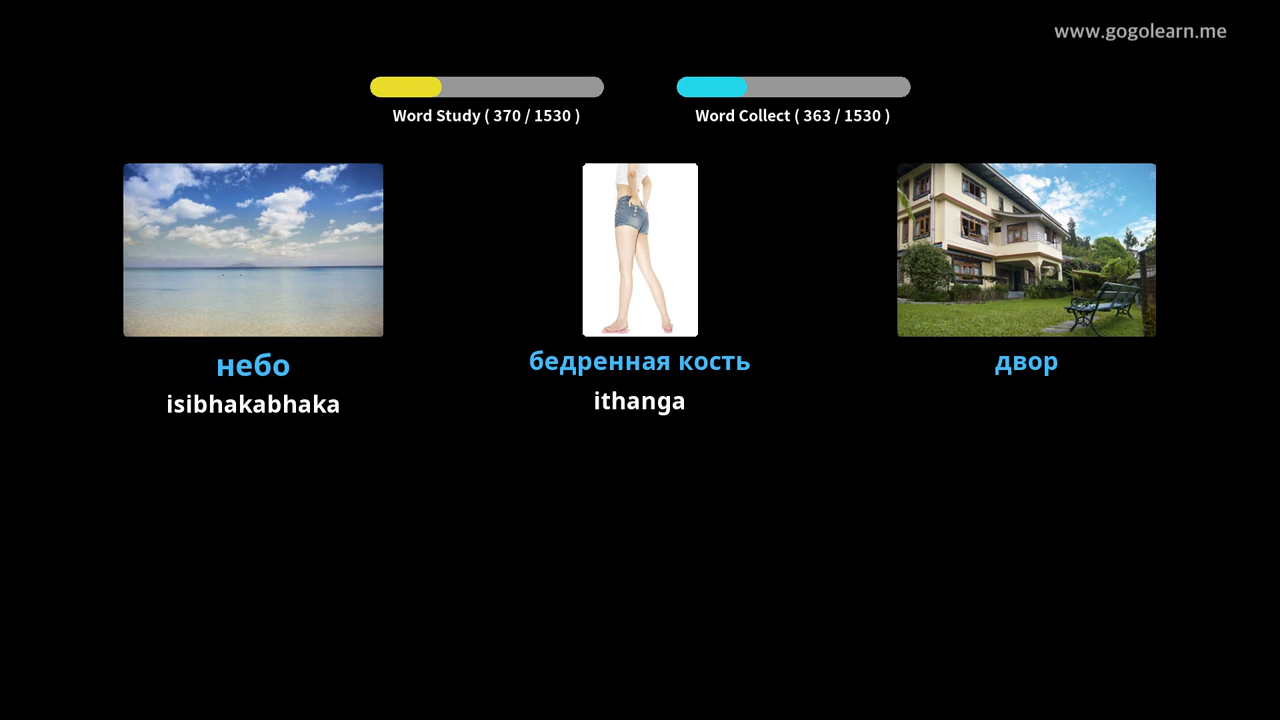 www.gogolearn.me
Word Study ( 370 / 1530 )
Word Collect ( 363 / 1530 )
небо
isibhakabhaka
бедренная кость
ithanga
двор